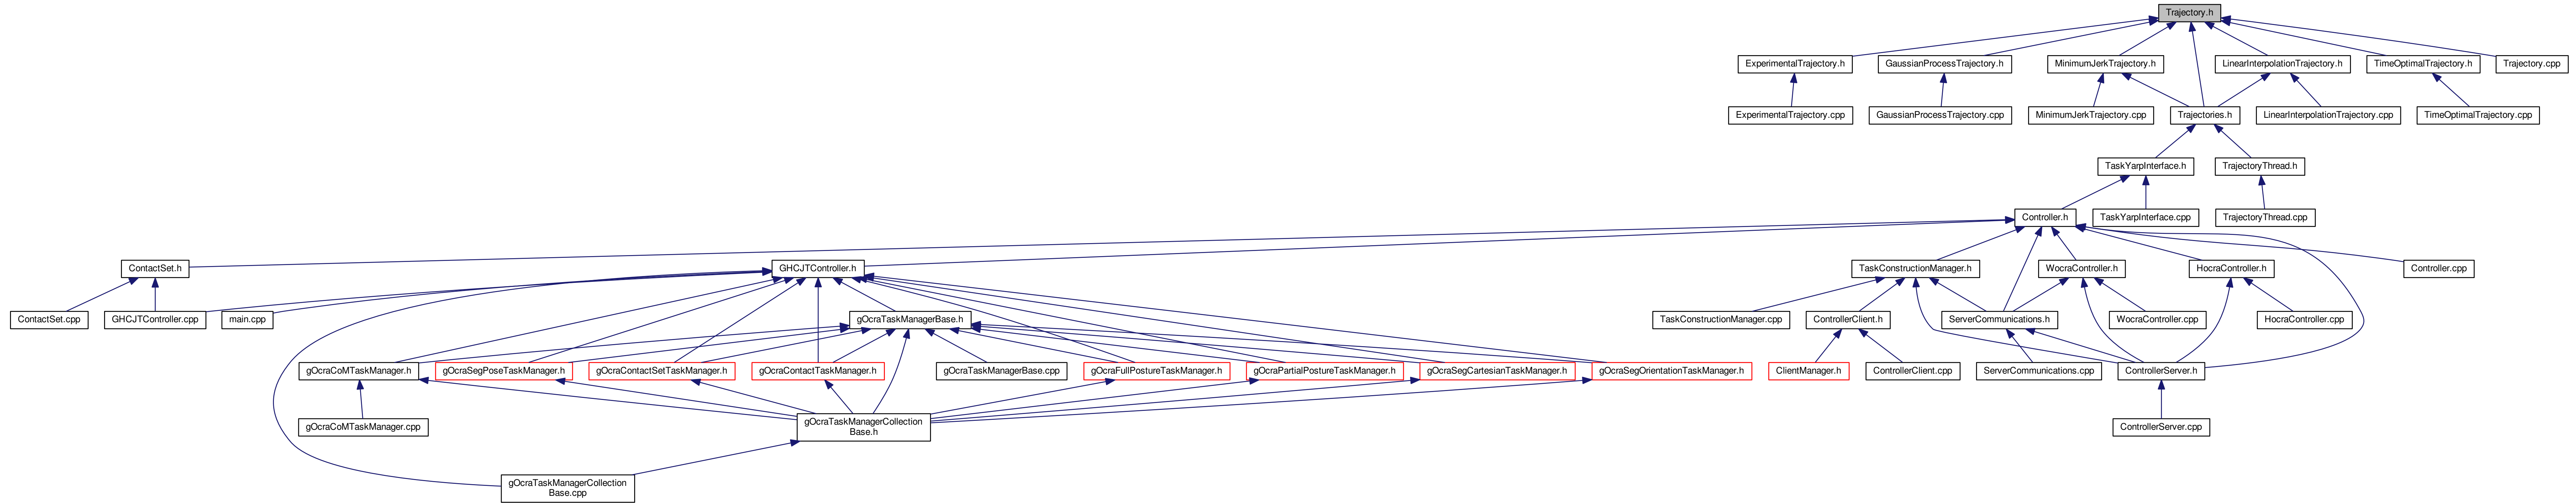 Trajectory.h
ExperimentalTrajectory.h
GaussianProcessTrajectory.h
MinimumJerkTrajectory.h
LinearInterpolationTrajectory.h
TimeOptimalTrajectory.h
Trajectory.cpp
ExperimentalTrajectory.cpp
GaussianProcessTrajectory.cpp
MinimumJerkTrajectory.cpp
Trajectories.h
LinearInterpolationTrajectory.cpp
TimeOptimalTrajectory.cpp
TaskYarpInterface.h
TrajectoryThread.h
Controller.h
TaskYarpInterface.cpp
TrajectoryThread.cpp
ContactSet.h
GHCJTController.h
TaskConstructionManager.h
WocraController.h
HocraController.h
Controller.cpp
ContactSet.cpp
GHCJTController.cpp
main.cpp
gOcraTaskManagerBase.h
TaskConstructionManager.cpp
ControllerClient.h
ServerCommunications.h
WocraController.cpp
HocraController.cpp
gOcraCoMTaskManager.h
gOcraSegPoseTaskManager.h
gOcraContactSetTaskManager.h
gOcraContactTaskManager.h
gOcraTaskManagerBase.cpp
gOcraFullPostureTaskManager.h
gOcraPartialPostureTaskManager.h
gOcraSegCartesianTaskManager.h
gOcraSegOrientationTaskManager.h
ClientManager.h
ControllerClient.cpp
ServerCommunications.cpp
ControllerServer.h
gOcraCoMTaskManager.cpp
gOcraTaskManagerCollection
Base.h
ControllerServer.cpp
gOcraTaskManagerCollection
Base.cpp